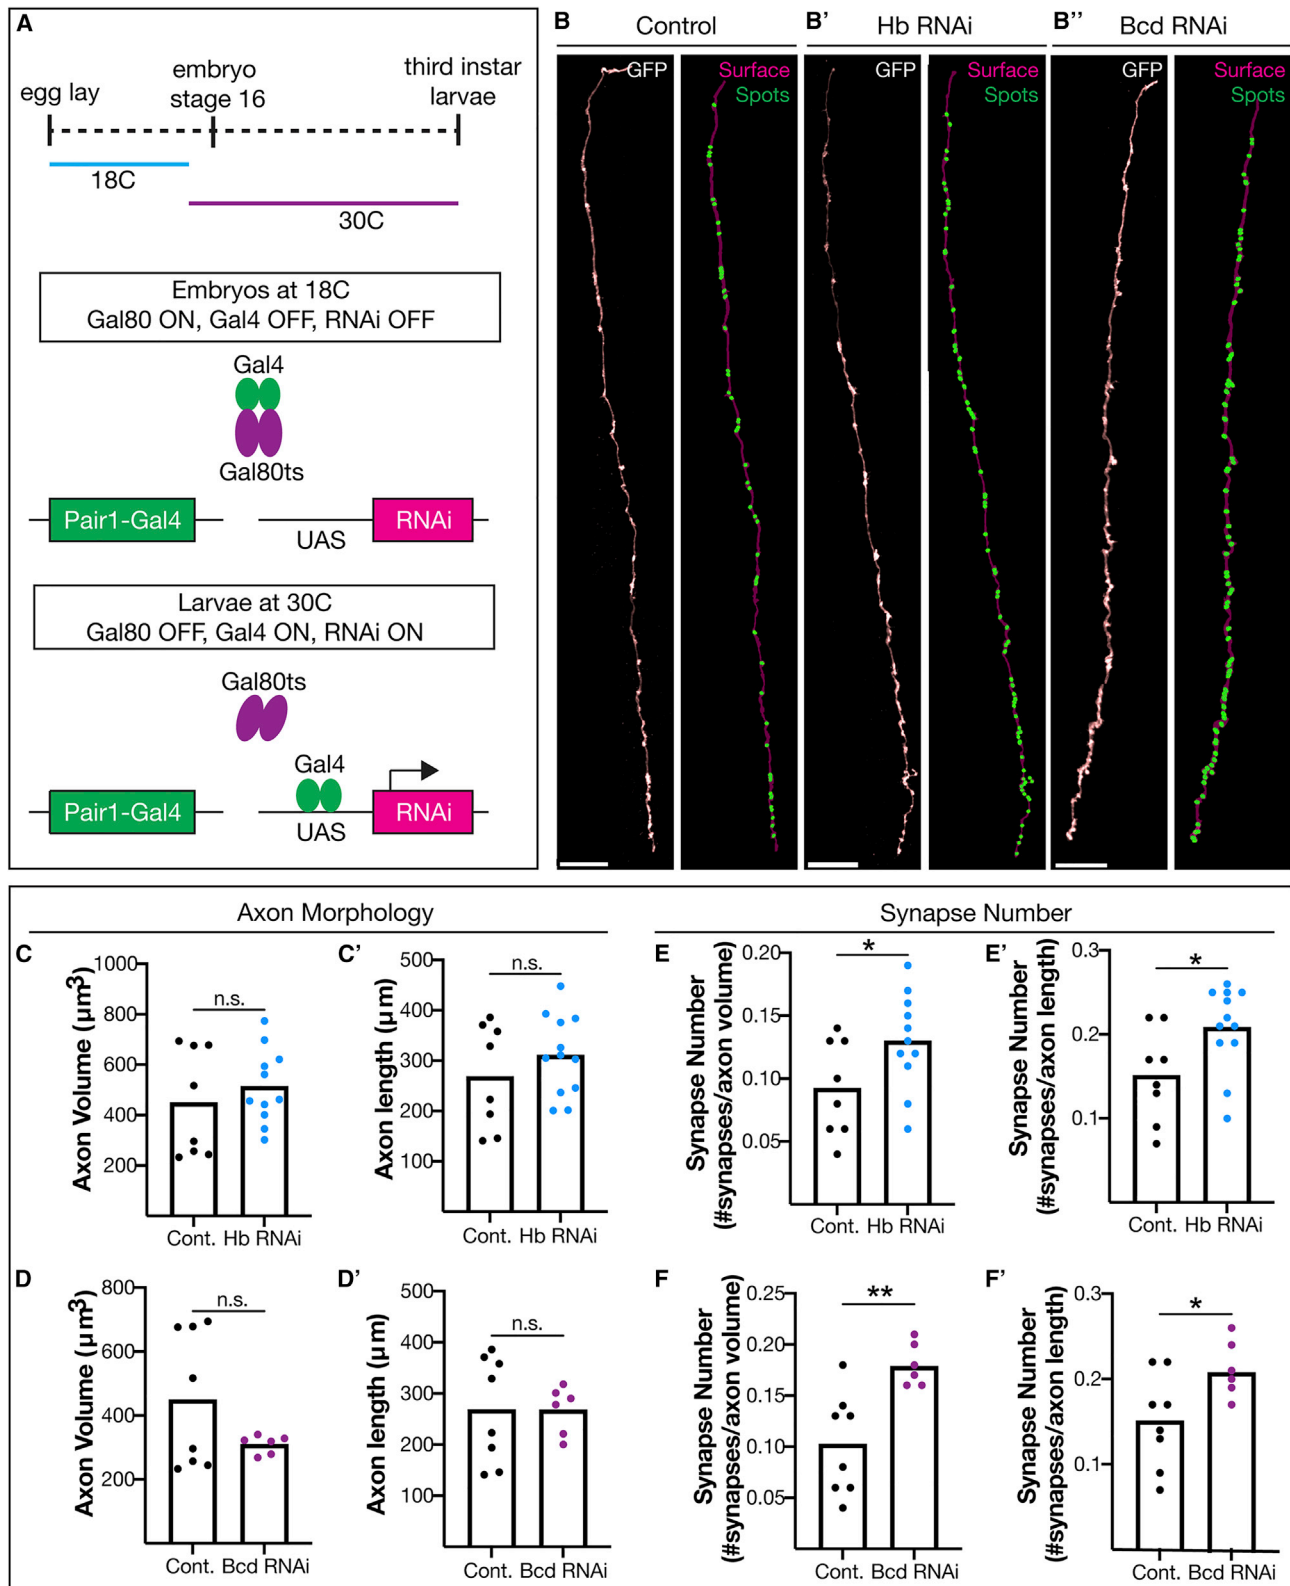 A
egg lay
embryo
stage 16
third instar
larvae
18C
30C
Embryos at 18C
Gal80 ON, Gal4 OFF, RNAi OFF
Gal4
Gal80ts
Pair1-Gal4
UAS
RNAi
Larvae at 30C
Gal80 OFF, Gal4 ON, RNAi ON
Gal80ts
Gal4
Pair1-Gal4
UAS
RNAi
B
Control
GFP
Surface
Spots
B'
Hb RNAi
GFP
Surface
Spots
B''
Bcd RNAi
GFP
Surface
Spots
Axon Morphology
Synapse Number
C
Axon Volume (µm³)
1000
800
600
400
200
n.s.
Cont. Hb RNAi
C'
Axon length (µm)
500
400
300
200
100
n.s.
Cont. Hb RNAi
E
Synapse Number
(#synapses/axon volume)
0.20
0.15
0.10
0.05
*
Cont. Hb RNAi
E'
Synapse Number
(#synapses/axon length)
0.3
0.2
0.1
*
Cont. Hb RNAi
D
Axon Volume (µm³)
800
600
400
200
n.s.
Cont. Bcd RNAi
D'
Axon length (µm)
500
400
300
200
100
n.s.
Cont. Bcd RNAi
F
Synapse Number
(#synapses/axon volume)
0.25
0.20
0.15
0.10
0.05
**
Cont. Bcd RNAi
F'
Synapse Number
(#synapses/axon length)
0.3
0.2
0.1
*
Cont. Bcd RNAi